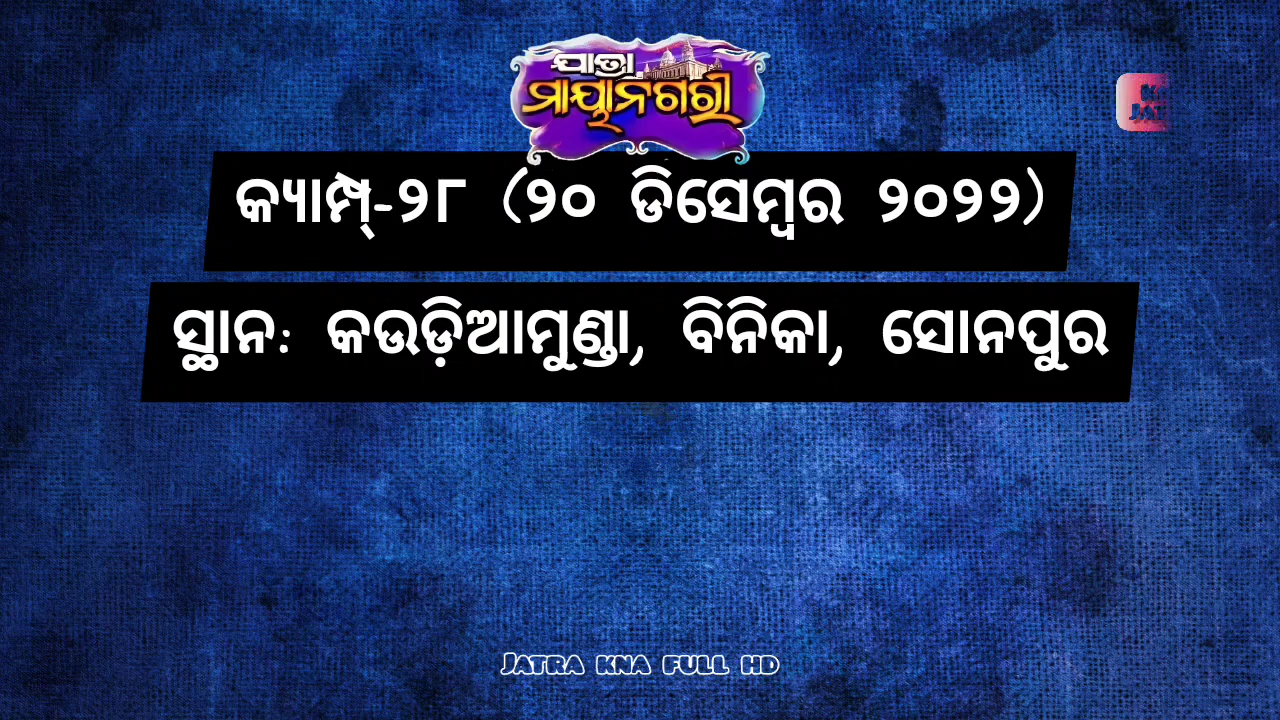 ଯାତ୍ରା
ମାୟାନଗରୀ
କ୍ୟାମ୍ପ୍-୨୮ (୨୦ ଡିସେମ୍ବର ୨୦୨୨)
ସ୍ଥାନ: କଉଡ଼ିଆମୁଣ୍ଡା, ବିନିକା, ସୋନପୁର
JATRA KNA FULL HD